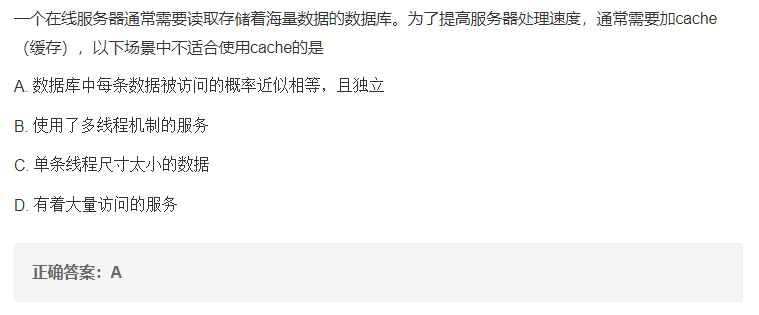 一个在线服务器通常需要读取存储着海量数据的数据库。为了提高服务器处理速度，通常需要加cache
（缓存），以下场景中不适合使用cache的是
A. 数据库中每条数据被访问的概率近似相等，且独立
B. 使用了多线程机制的服务
C. 单条线程尺寸太小的数据
D. 有着大量访问的服务
正确答案：A